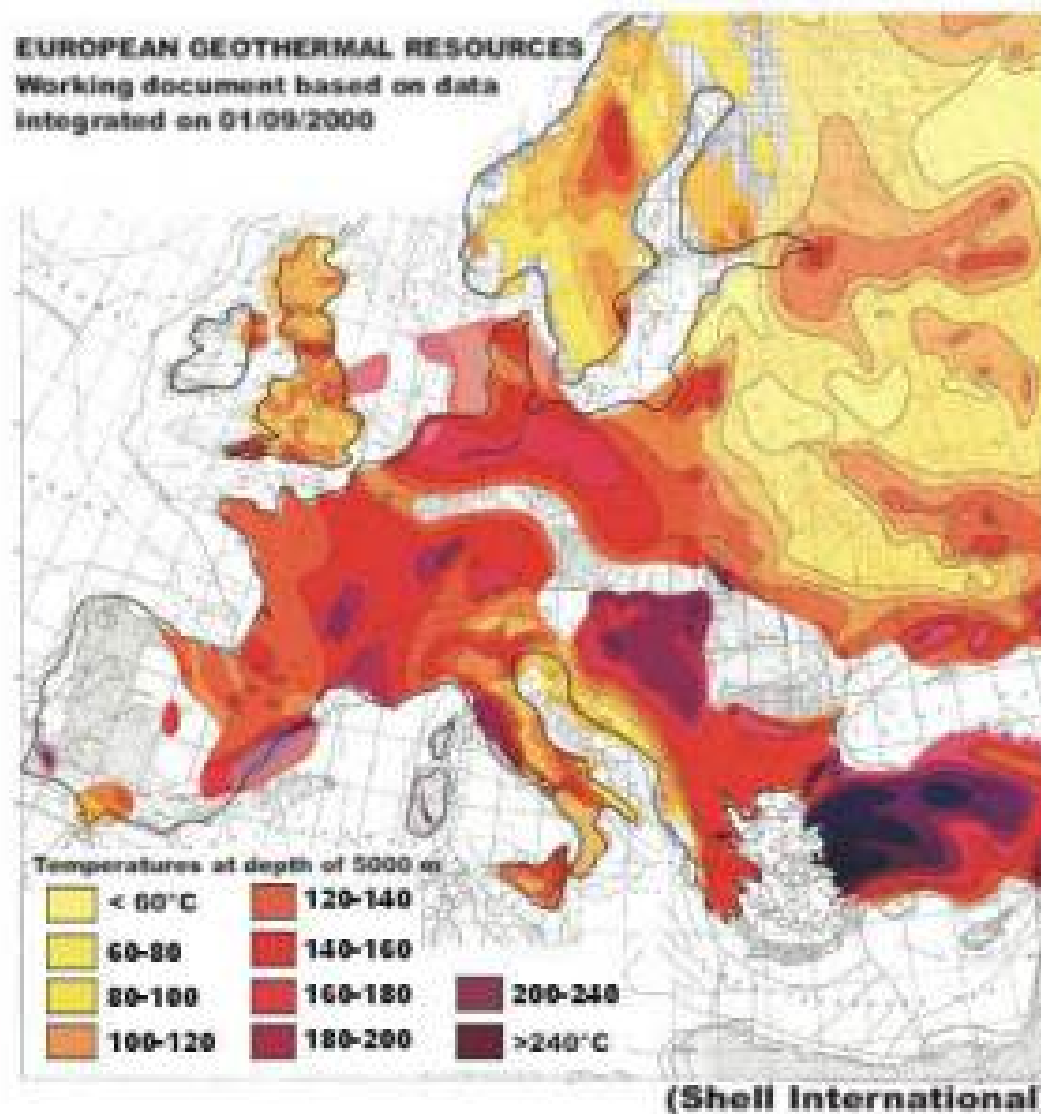 EUROPEAN GEOTHERMAL RESOURCES
Working document based on data
integrated on 01/09/2000
Temperatures at depth of 5000 m
< 60°C
60-80
80-100
100-120
120-140
140-160
160-180
180-200
200-240
>240°C
(Shell International)